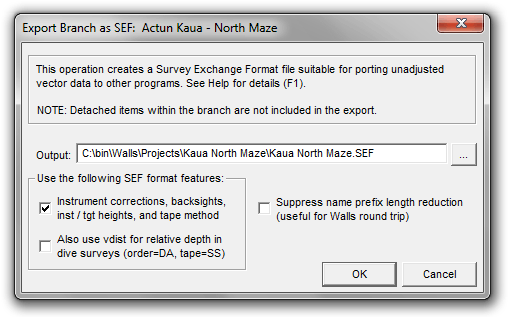 Export Branch as SEF:  Actun Kaua - North Maze
This operation creates a Survey Exchange Format file suitable for porting unadjusted
vector data to other programs. See Help for details (F1).
NOTE: Detached items within the branch are not included in the export.
Output: C:\bin\Walls\Projects\Kaua North Maze\Kaua North Maze.SEF ...
Use the following SEF format features:
Instrument corrections, backsights,
inst / tgt heights, and tape method
Also use vdist for relative depth in
dive surveys (order=DA, tape=SS)
Suppress name prefix length reduction
(useful for Walls round trip)
OK Cancel